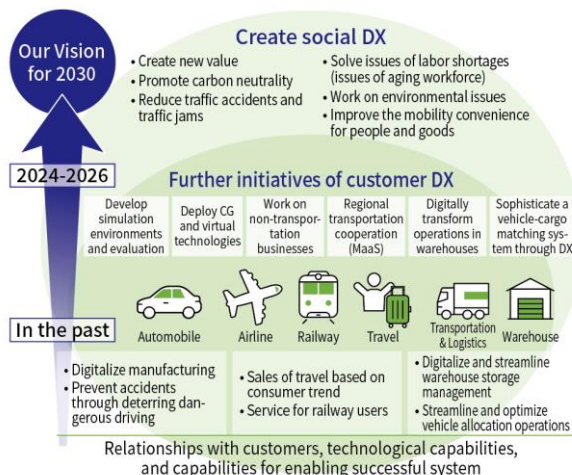 Our Vision
for 2030
Create social DX
• Create new value
• Promote carbon neutrality
• Reduce traffic accidents and
traffic jams
• Solve issues of labor shortages
(issues of aging workforce)
• Work on environmental issues
• Improve the mobility convenience
for people and goods
2024-2026
Further initiatives of customer DX
Develop
simulation
environments
and evaluation
Deploy CG
and virtual
technologies
Work on
non-transpor-
tation
businesses
Regional
transportation
cooperation
(MaaS)
Digitally
transform
operations in
warehouses
Sophisticate a
vehicle-cargo
matching sys-
tem through DX
In the past
Automobile
Airline
Railway
Travel
Transportation
& Logistics
Warehouse
• Digitalize manufacturing
• Prevent accidents
through deterring dan-
gerous driving
• Sales of travel based on
consumer trend
• Service for railway users
• Digitalize and streamline
warehouse storage
management
• Streamline and optimize
vehicle allocation operations
Relationships with customers, technological capabilities,
and capabilities for enabling successful system